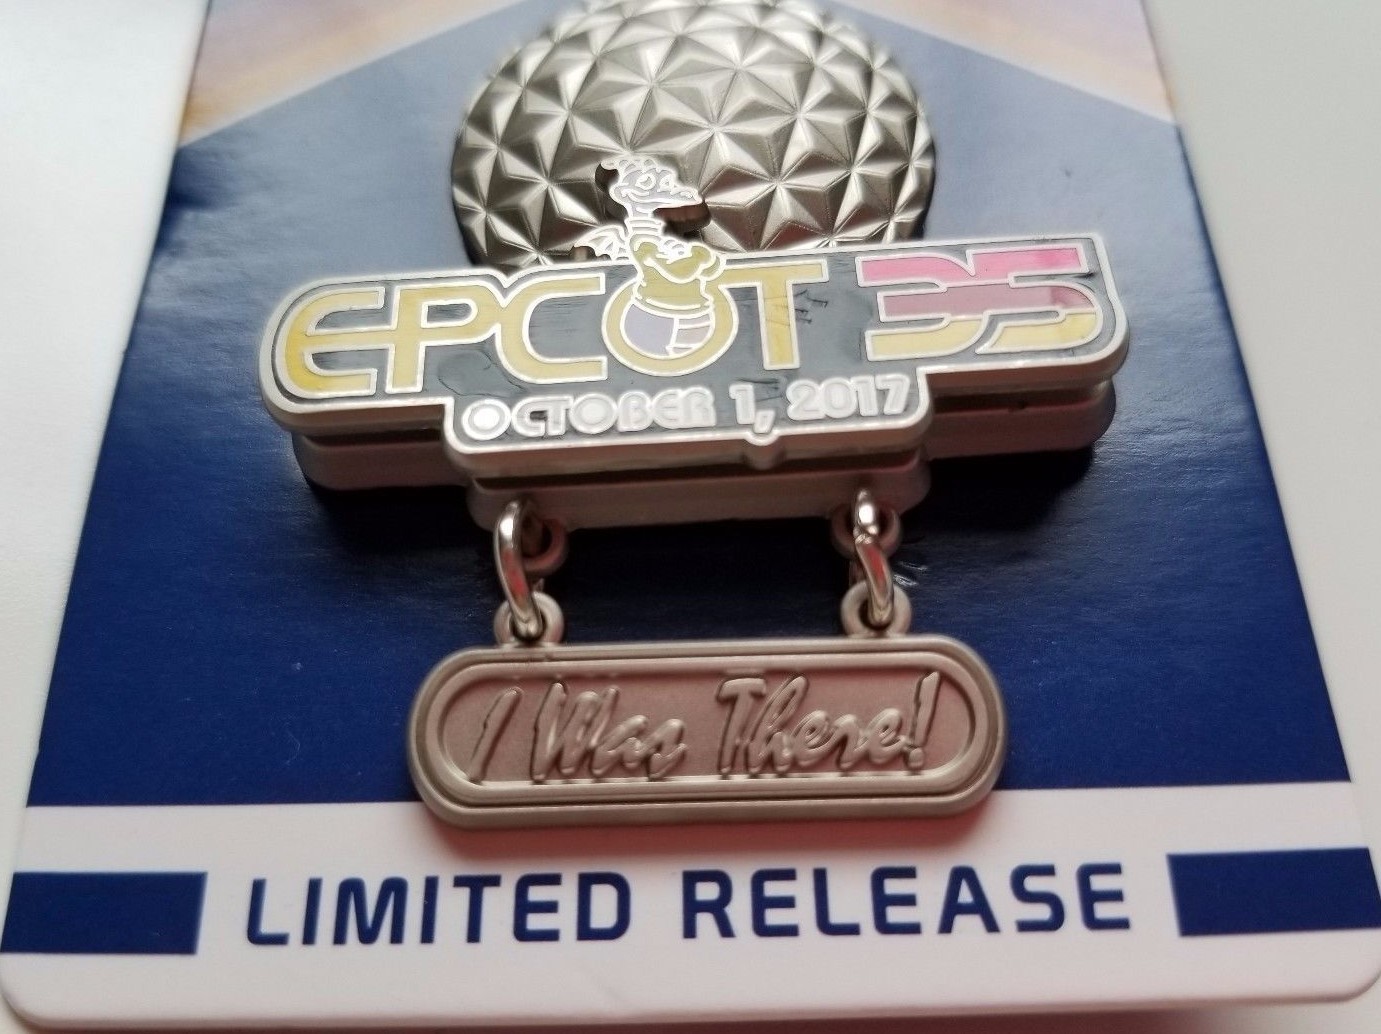 EPCOT 35
OCTOBER 1, 2017
I Was There!
LIMITED RELEASE